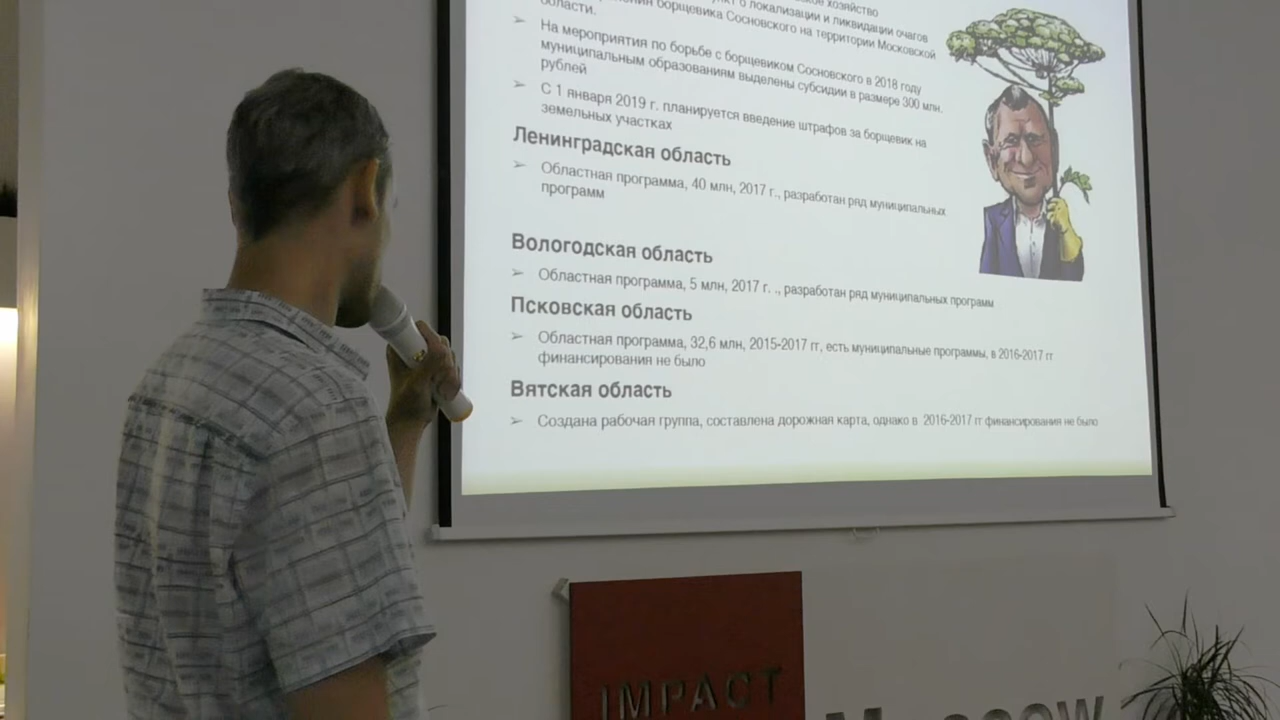 хозяйство
о локализации и ликвидации очагов
борщевика Сосновского на территории Московской
области.
➢ На мероприятия по борьбе с борщевиком Сосновского в 2018 году
муниципальным образованиям выделены субсидии в размере 300 млн.
рублей
➢ С 1 января 2019 г. планируется введение штрафов за борщевик на
земельных участках
Ленинградская область
➢ Областная программа, 40 млн, 2017 г., разработан ряд муниципальных
программ
Вологодская область
➢ Областная программа, 5 млн, 2017 г. ., разработан ряд муниципальных программ
Псковская область
➢ Областная программа, 32,6 млн, 2015-2017 гг, есть муниципальные программы, в 2016-2017 гг
финансирования не было
Вятская область
➢ Создана рабочая группа, составлена дорожная карта, однако в 2016-2017 гг финансирования не было
IMPACT
Moscow